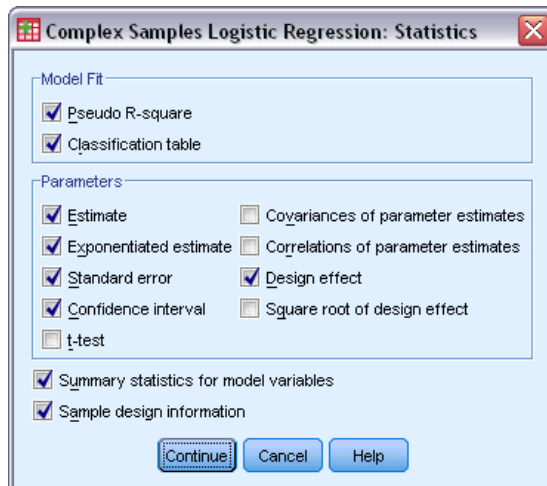 Complex Samples Logistic Regression: Statistics
Model Fit
Pseudo R-square
Classification table
Parameters
Estimate
Covariances of parameter estimates
Exponentiated estimate
Correlations of parameter estimates
Standard error
Design effect
Confidence interval
Square root of design effect
t-test
Summary statistics for model variables
Sample design information
Continue
Cancel
Help